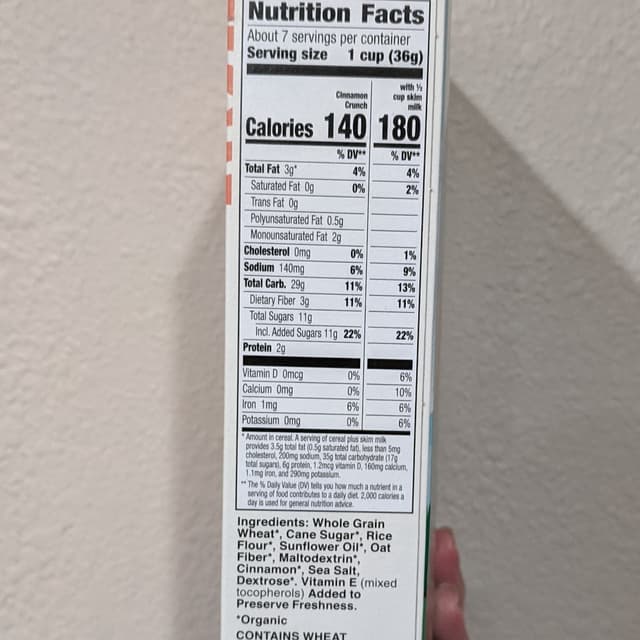 Nutrition Facts
About 7 servings per container
Serving size 1 cup (36g)
Cinnamon Crunch
with ½ cup skim milk
Calories 140 180
% DV** % DV**
Total Fat 3g* 4% 4%
Saturated Fat 0g 0% 2%
Trans Fat 0g
Polyunsaturated Fat 0.5g
Monounsaturated Fat 2g
Cholesterol 0mg 0% 1%
Sodium 140mg 6% 9%
Total Carb. 29g 11% 13%
Dietary Fiber 3g 11% 11%
Total Sugars 11g
Incl. Added Sugars 11g 22% 22%
Protein 2g
Vitamin D 0mcg 0% 6%
Calcium 0mg 0% 10%
Iron 1mg 6% 6%
Potassium 0mg 0% 6%
* Amount in cereal. A serving of cereal plus skim milk
provides 3.5g total fat (0.5g saturated fat), less than 5mg
cholesterol, 200mg sodium, 35g total carbohydrate (17g
total sugars), 6g protein, 1.2mcg vitamin D, 160mg calcium,
1.1mg iron, and 290mg potassium.
** The % Daily Value (DV) tells you how much a nutrient in a
serving of food contributes to a daily diet. 2,000 calories a
day is used for general nutrition advice.
Ingredients: Whole Grain
Wheat*, Cane Sugar*, Rice
Flour*, Sunflower Oil*, Oat
Fiber*, Maltodextrin*,
Cinnamon*, Sea Salt,
Dextrose*. Vitamin E (mixed
tocopherols) Added to
Preserve Freshness.
*Organic
CONTAINS WHEAT